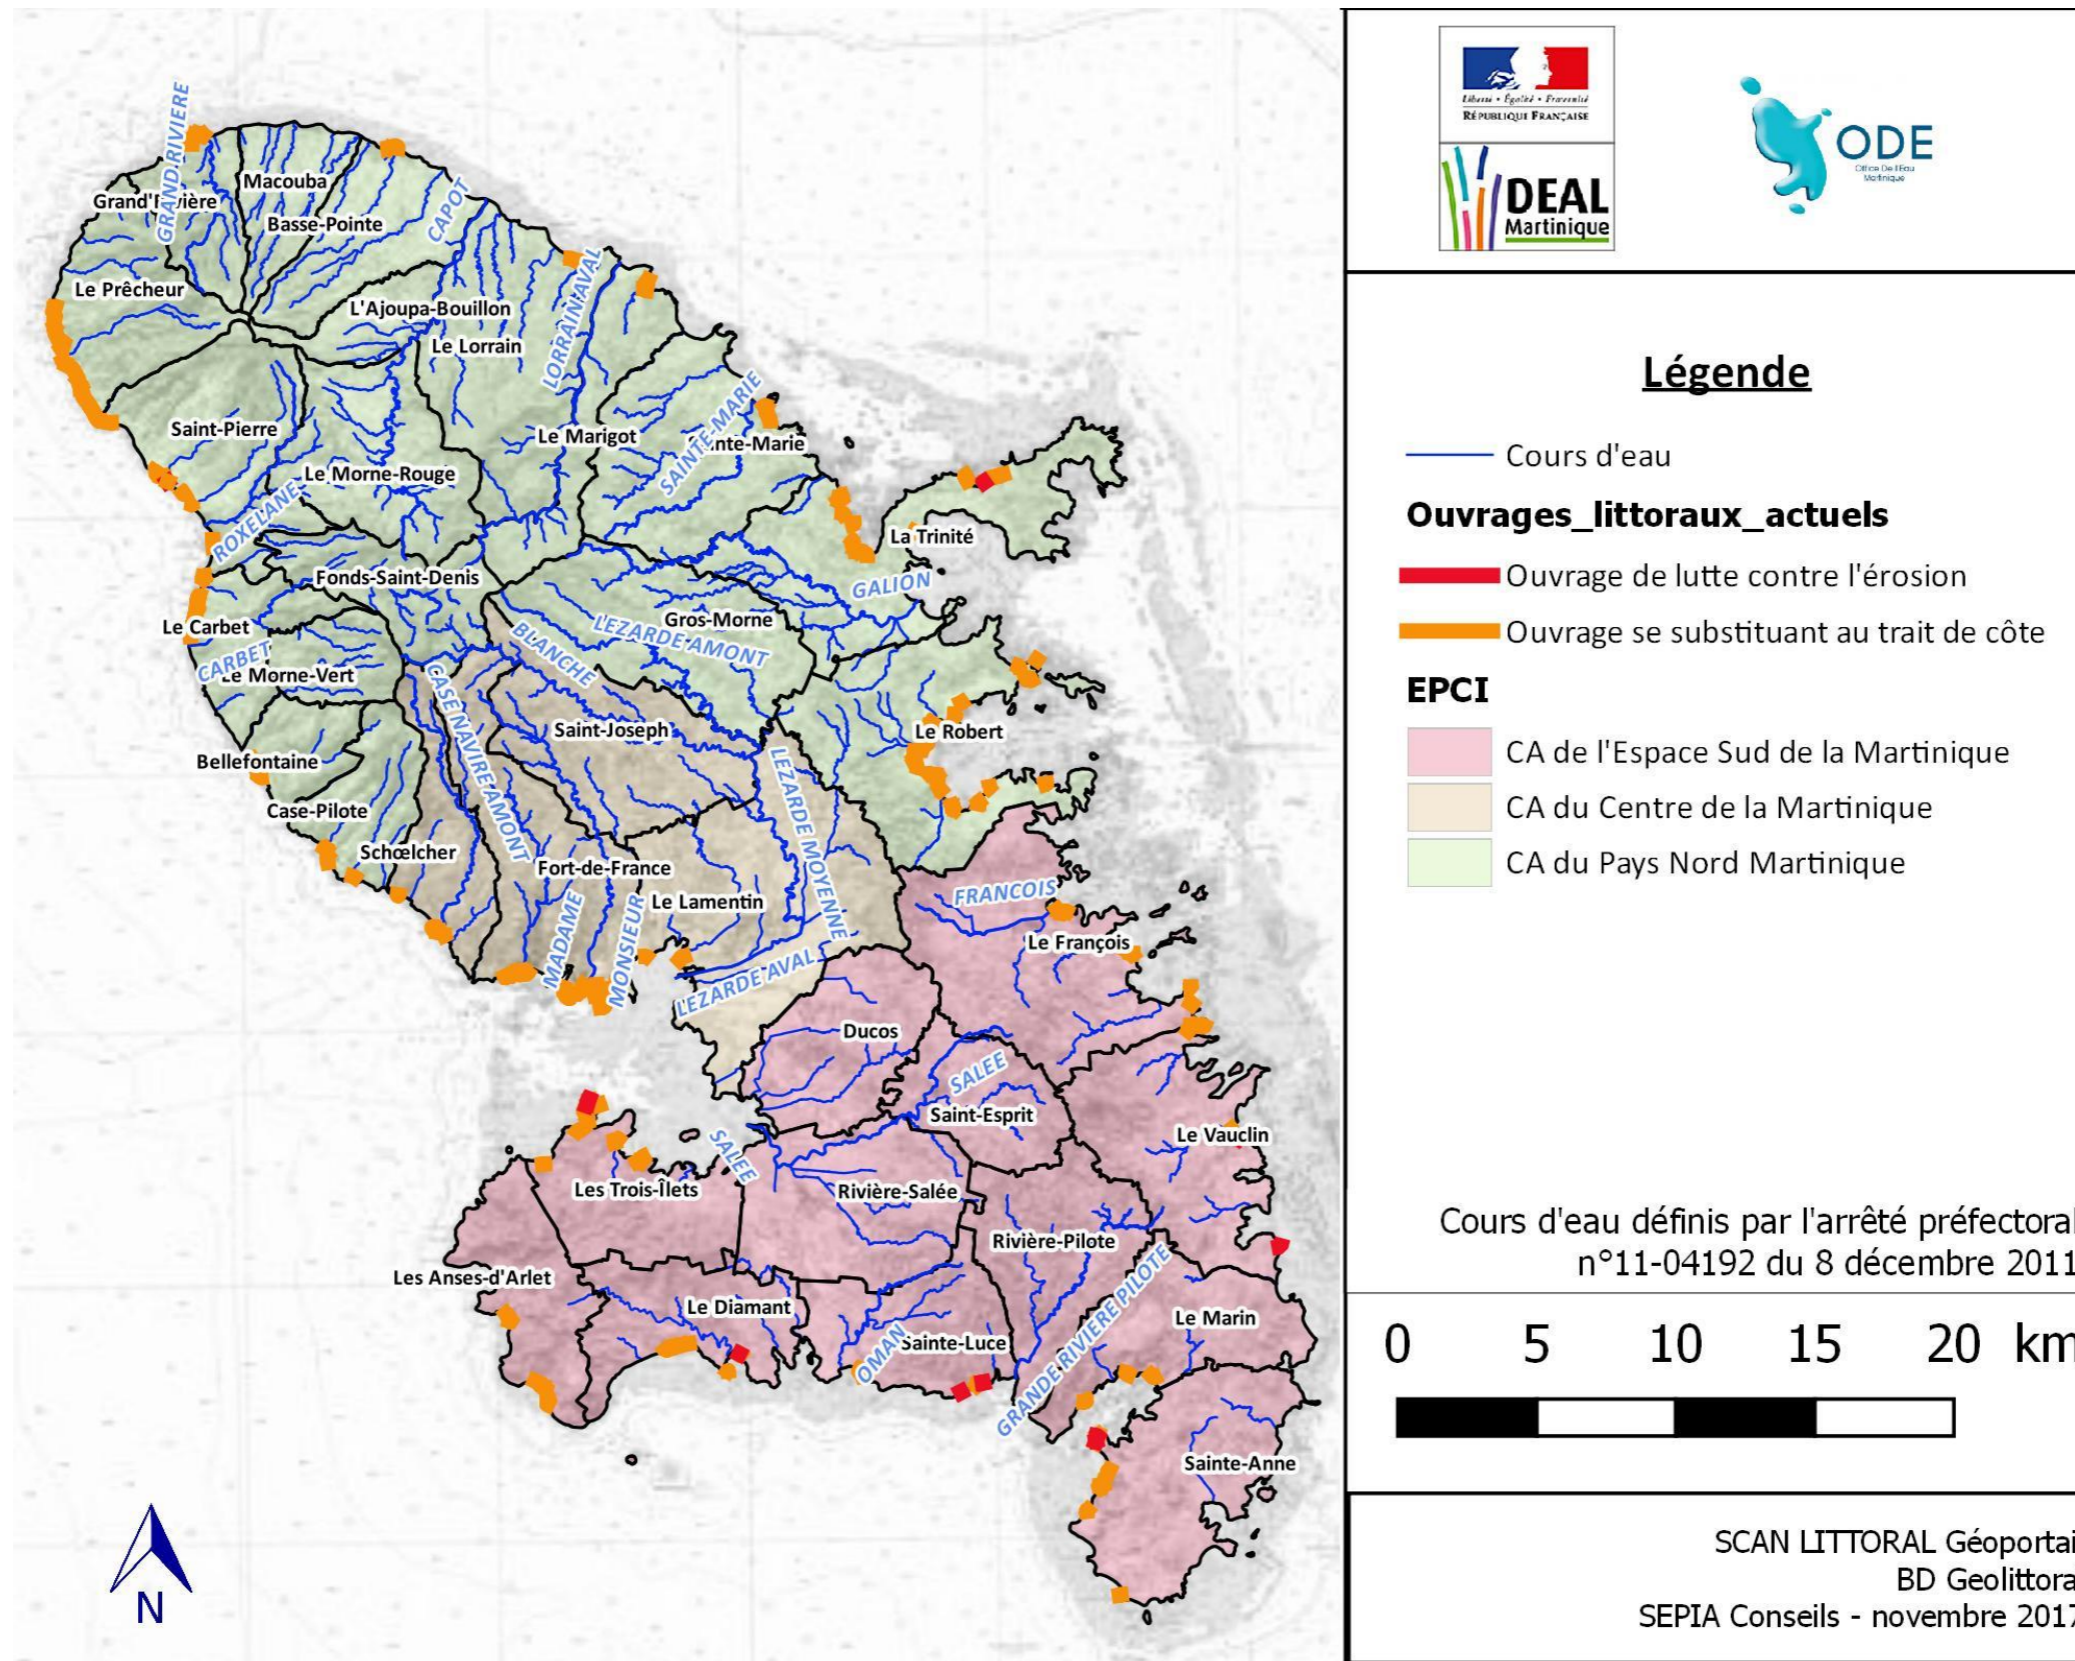 Liberté • Égalité • Fraternité
RÉPUBLIQUE FRANÇAISE
DEAL
Martinique
ODE
Office De l'Eau
Martinique
Légende
Cours d'eau
Ouvrages_littoraux_actuels
Ouvrage de lutte contre l'érosion
Ouvrage se substituant au trait de côte
EPCI
CA de l'Espace Sud de la Martinique
CA du Centre de la Martinique
CA du Pays Nord Martinique
Cours d'eau définis par l'arrêté préfectoral
n°11-04192 du 8 décembre 2011
0 5 10 15 20 km
SCAN LITTORAL Géoportai
BD Geolittora
SEPIA Conseils - novembre 2017
N
GRAND RIVIERE
Macouba
Grand'Rivière
Basse-Pointe
CAPOT
Le Prêcheur
L'Ajoupa-Bouillon
LORRAIN AVAL
Le Lorrain
Saint-Pierre
Le Marigot
SAINTE-MARIE
Sainte-Marie
Le Morne-Rouge
ROXELANE
La Trinité
Fonds-Saint-Denis
GALION
Le Carbet
Gros-Morne
LEZARDE AMONT
BLANCHE
CARBET
Le Morne-Vert
CASE NAVIRE AMONT
Saint-Joseph
Le Robert
Bellefontaine
LEZARDE MOYENNE
Case-Pilote
Schœlcher
Fort-de-France
Le Lamentin
FRANCOIS
MADAME
MONSIEUR
Le François
LEZARDE AVAL
Ducos
SALEE
Saint-Esprit
Le Vauclin
SALEE
Les Trois-Îlets
Rivière-Salée
Rivière-Pilote
Les Anses-d'Arlet
Le Diamant
GRANDE RIVIERE PILOTE
Le Marin
OMAN
Sainte-Luce
Sainte-Anne